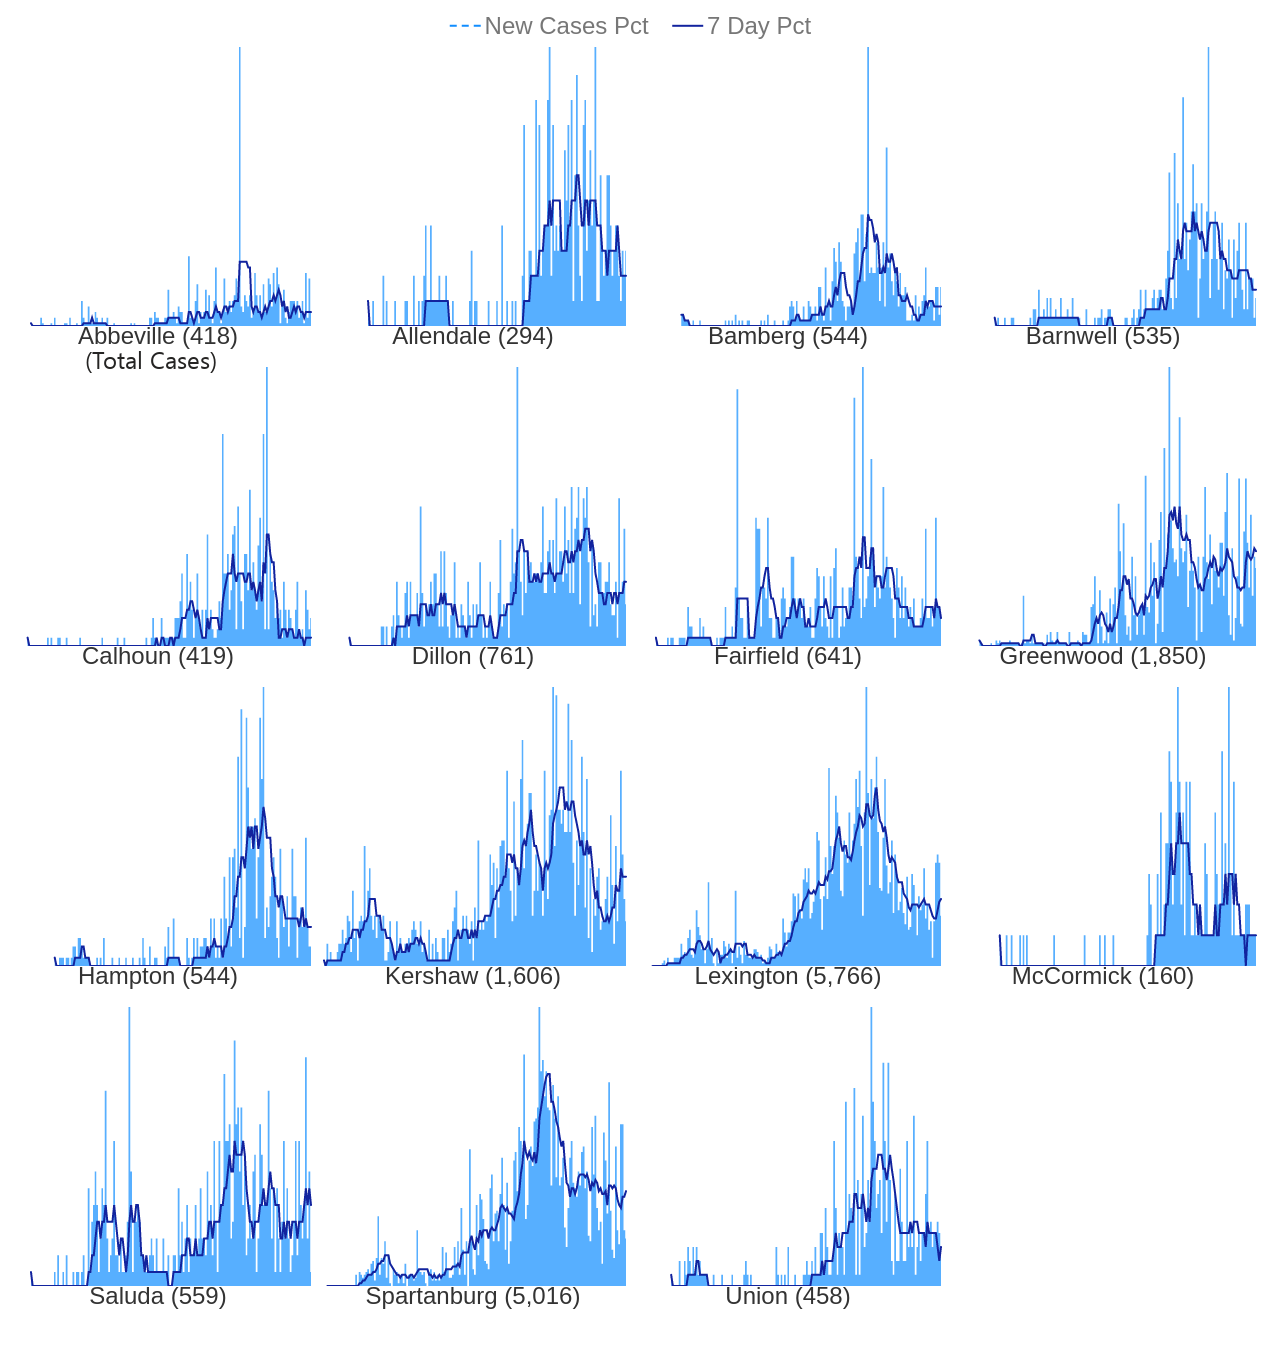 New Cases Pct 7 Day Pct
Abbeville (418) Allendale (294) Bamberg (544) Barnwell (535)
(Total Cases)
Calhoun (419) Dillon (761) Fairfield (641) Greenwood (1,850)
Hampton (544) Kershaw (1,606) Lexington (5,766) McCormick (160)
Saluda (559) Spartanburg (5,016) Union (458)